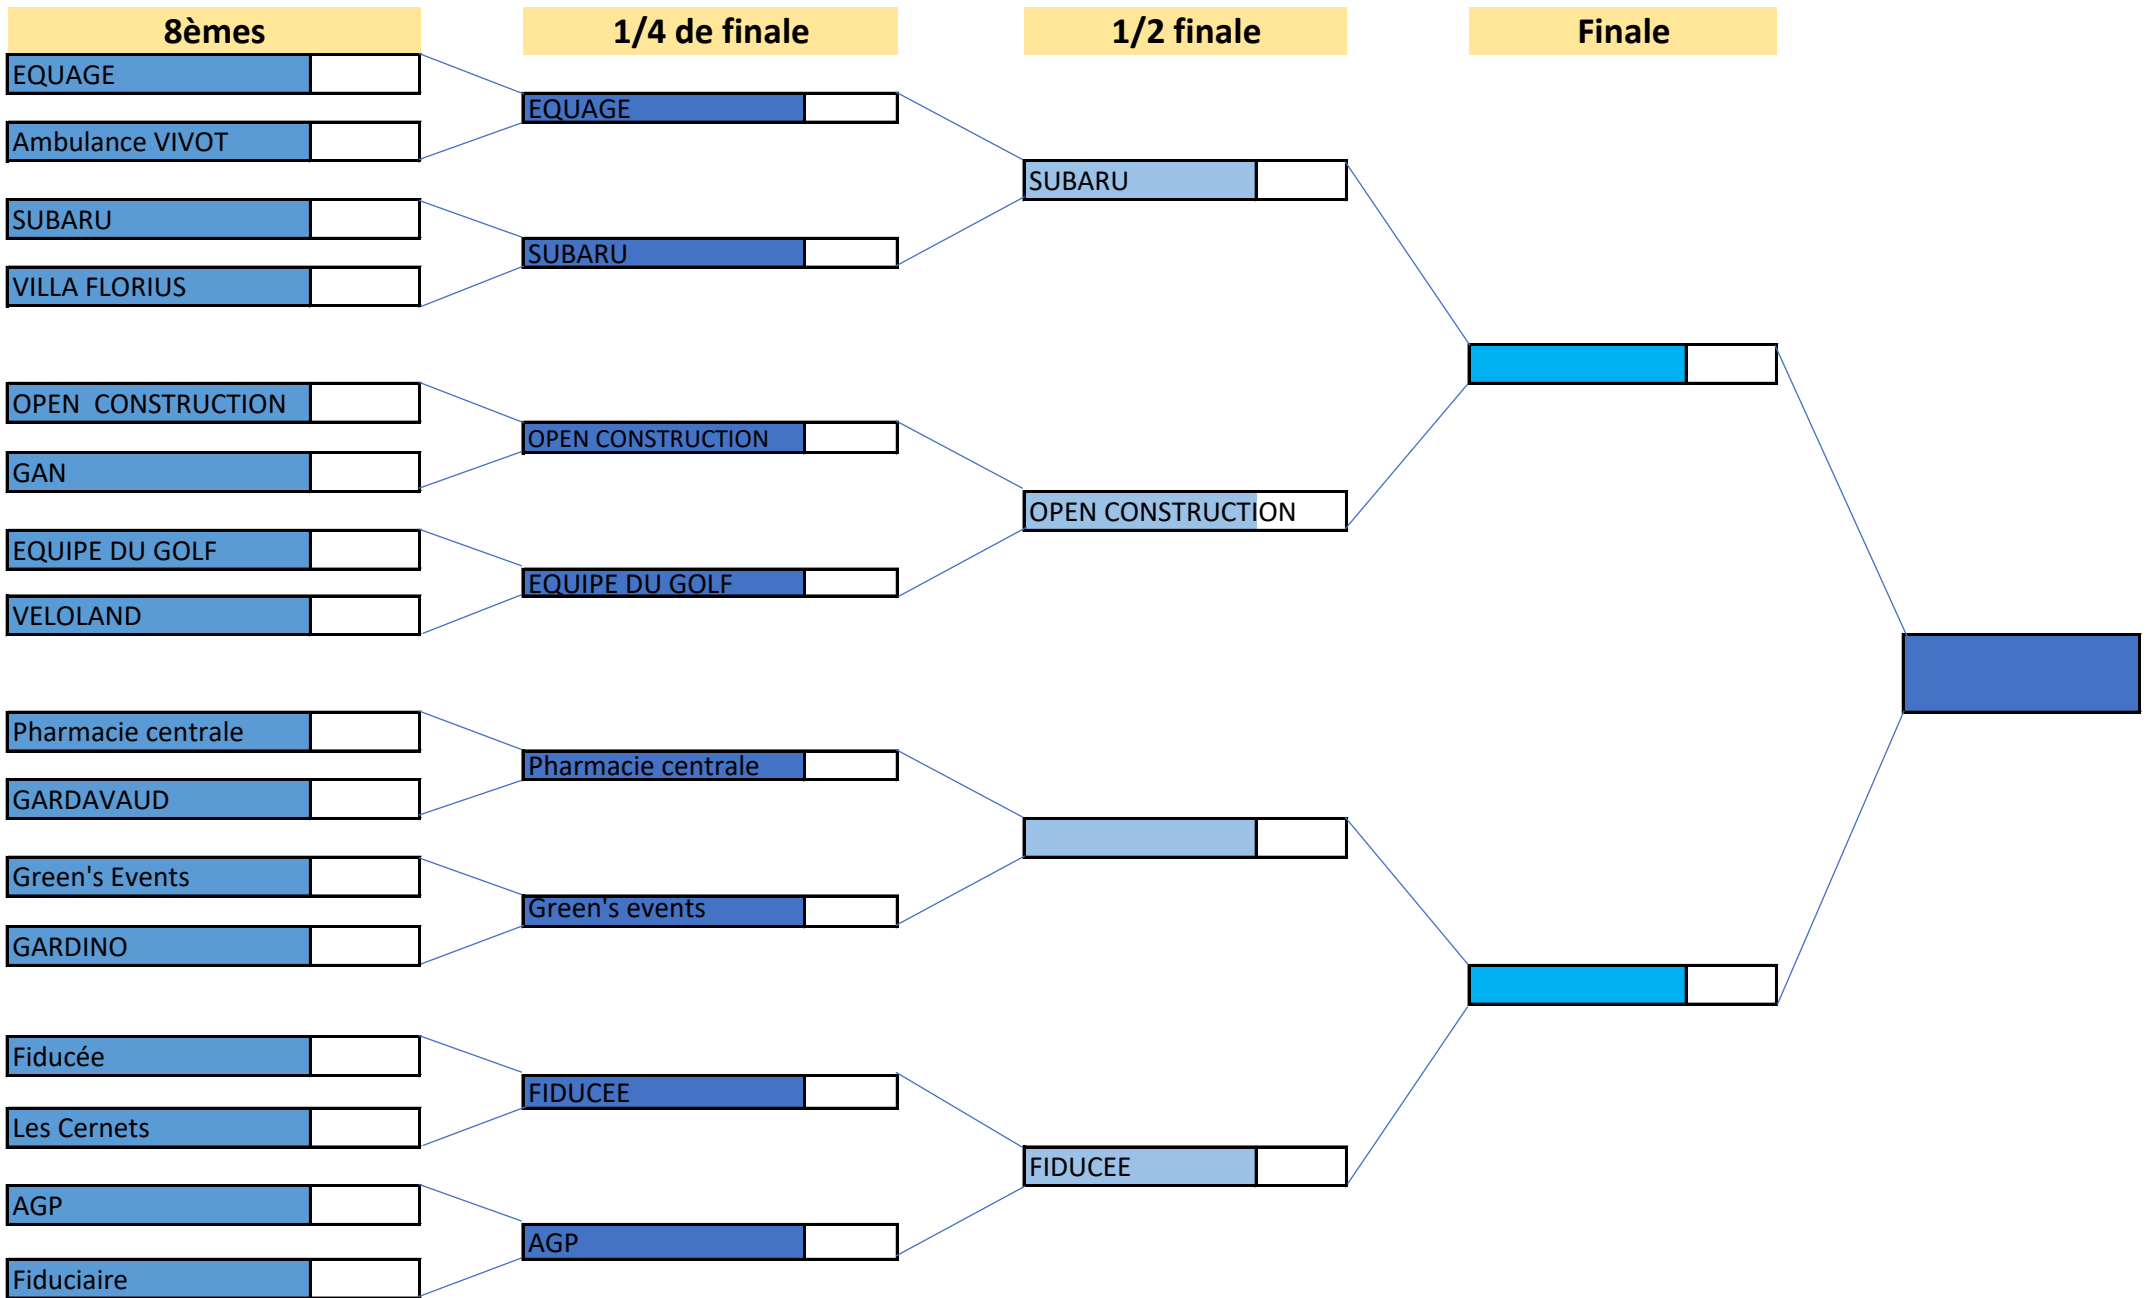 8èmes
1/4 de finale
1/2 finale
Finale
EQUAGE
Ambulance VIVOT
SUBARU
VILLA FLORIUS
OPEN  CONSTRUCTION
GAN
EQUIPE DU GOLF
VELOLAND
Pharmacie centrale
GARDAVAUD
Green's Events
GARDINO
Fiducée
Les Cernets
AGP
Fiduciaire
EQUAGE
SUBARU
OPEN CONSTRUCTION
EQUIPE DU GOLF
Pharmacie centrale
Green's events
FIDUCEE
AGP
SUBARU
OPEN CONSTRUCTION
FIDUCEE